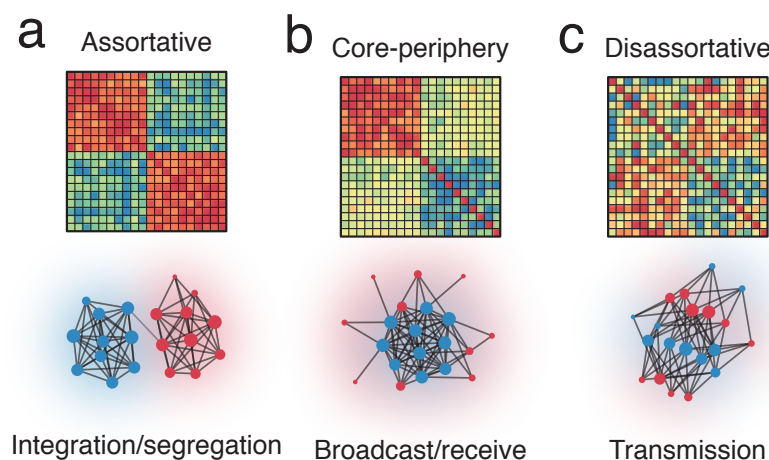 a
Assortative
b
Core-periphery
c
Disassortative
Integration/segregation
Broadcast/receive
Transmission